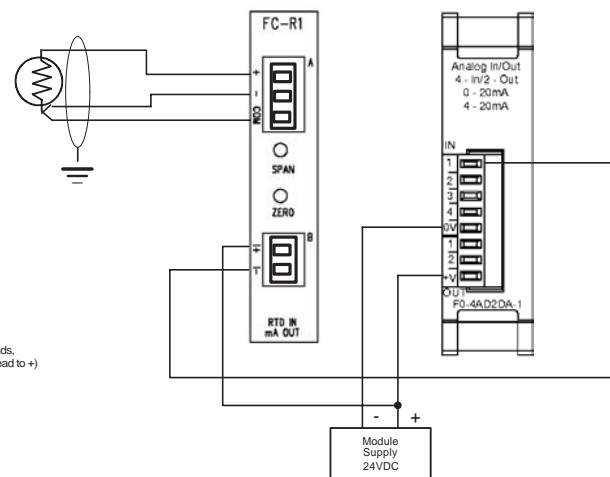 FC-R1
A
+
-
COM
SPAN
ZERO
B
+
-
RTD IN
mA OUT
Analog In/Out
4 - In/2 - Out
0 - 20mA
4 - 20mA
IN
1
2
3
4
0V
1
2
+V
OUT
F0-4AD2DA-1
ead to +)
- +
Module
Supply
24VDC